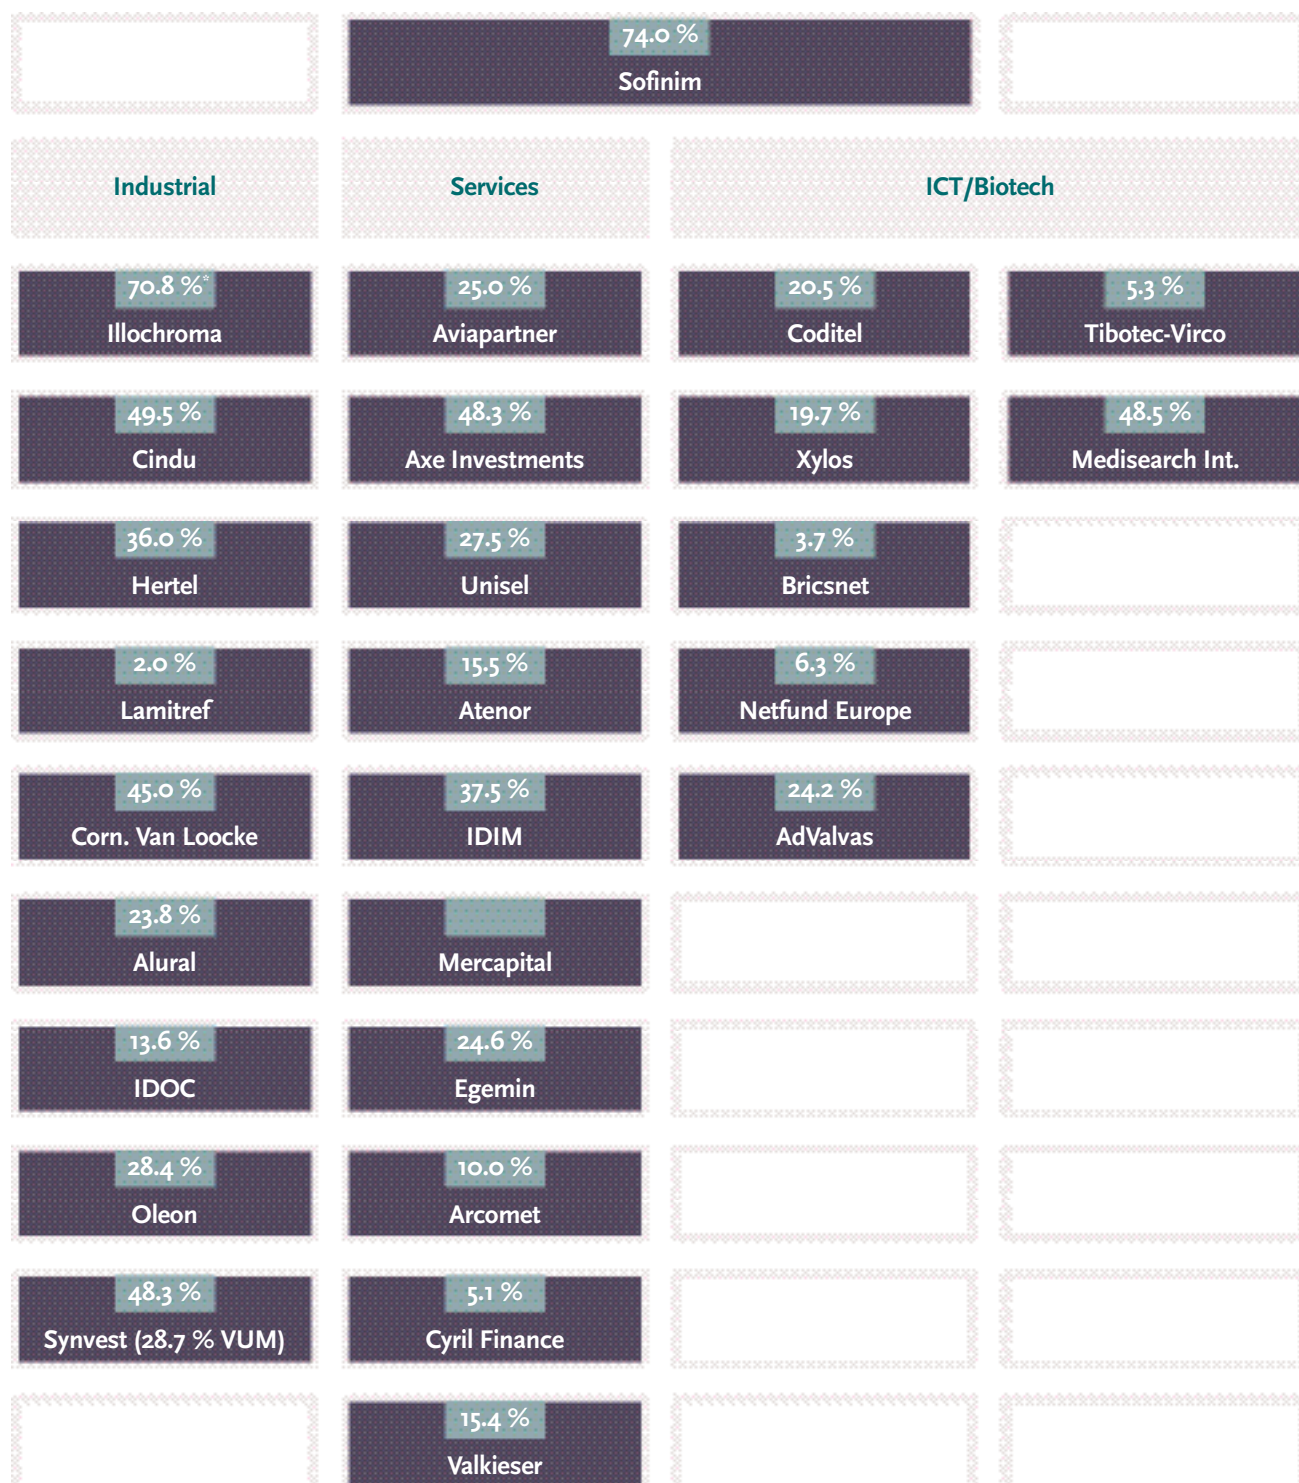 74.0 %
Sofinim
Industrial
Services
ICT/Biotech
70.8 %*
Illochroma
25.0 %
Aviapartner
20.5 %
Coditel
5.3 %
Tibotec-Virco
49.5 %
Cindu
48.3 %
Axe Investments
19.7 %
Xylos
48.5 %
Medisearch Int.
36.0 %
Hertel
27.5 %
Unisel
3.7 %
Bricsnet
2.0 %
Lamitref
15.5 %
Atenor
6.3 %
Netfund Europe
45.0 %
Corn. Van Loocke
37.5 %
IDIM
24.2 %
AdValvas
23.8 %
Alural
Mercapital
13.6 %
IDOC
24.6 %
Egemin
28.4 %
Oleon
10.0 %
Arcomet
48.3 %
Synvest (28.7 % VUM)
5.1 %
Cyril Finance
15.4 %
Valkieser